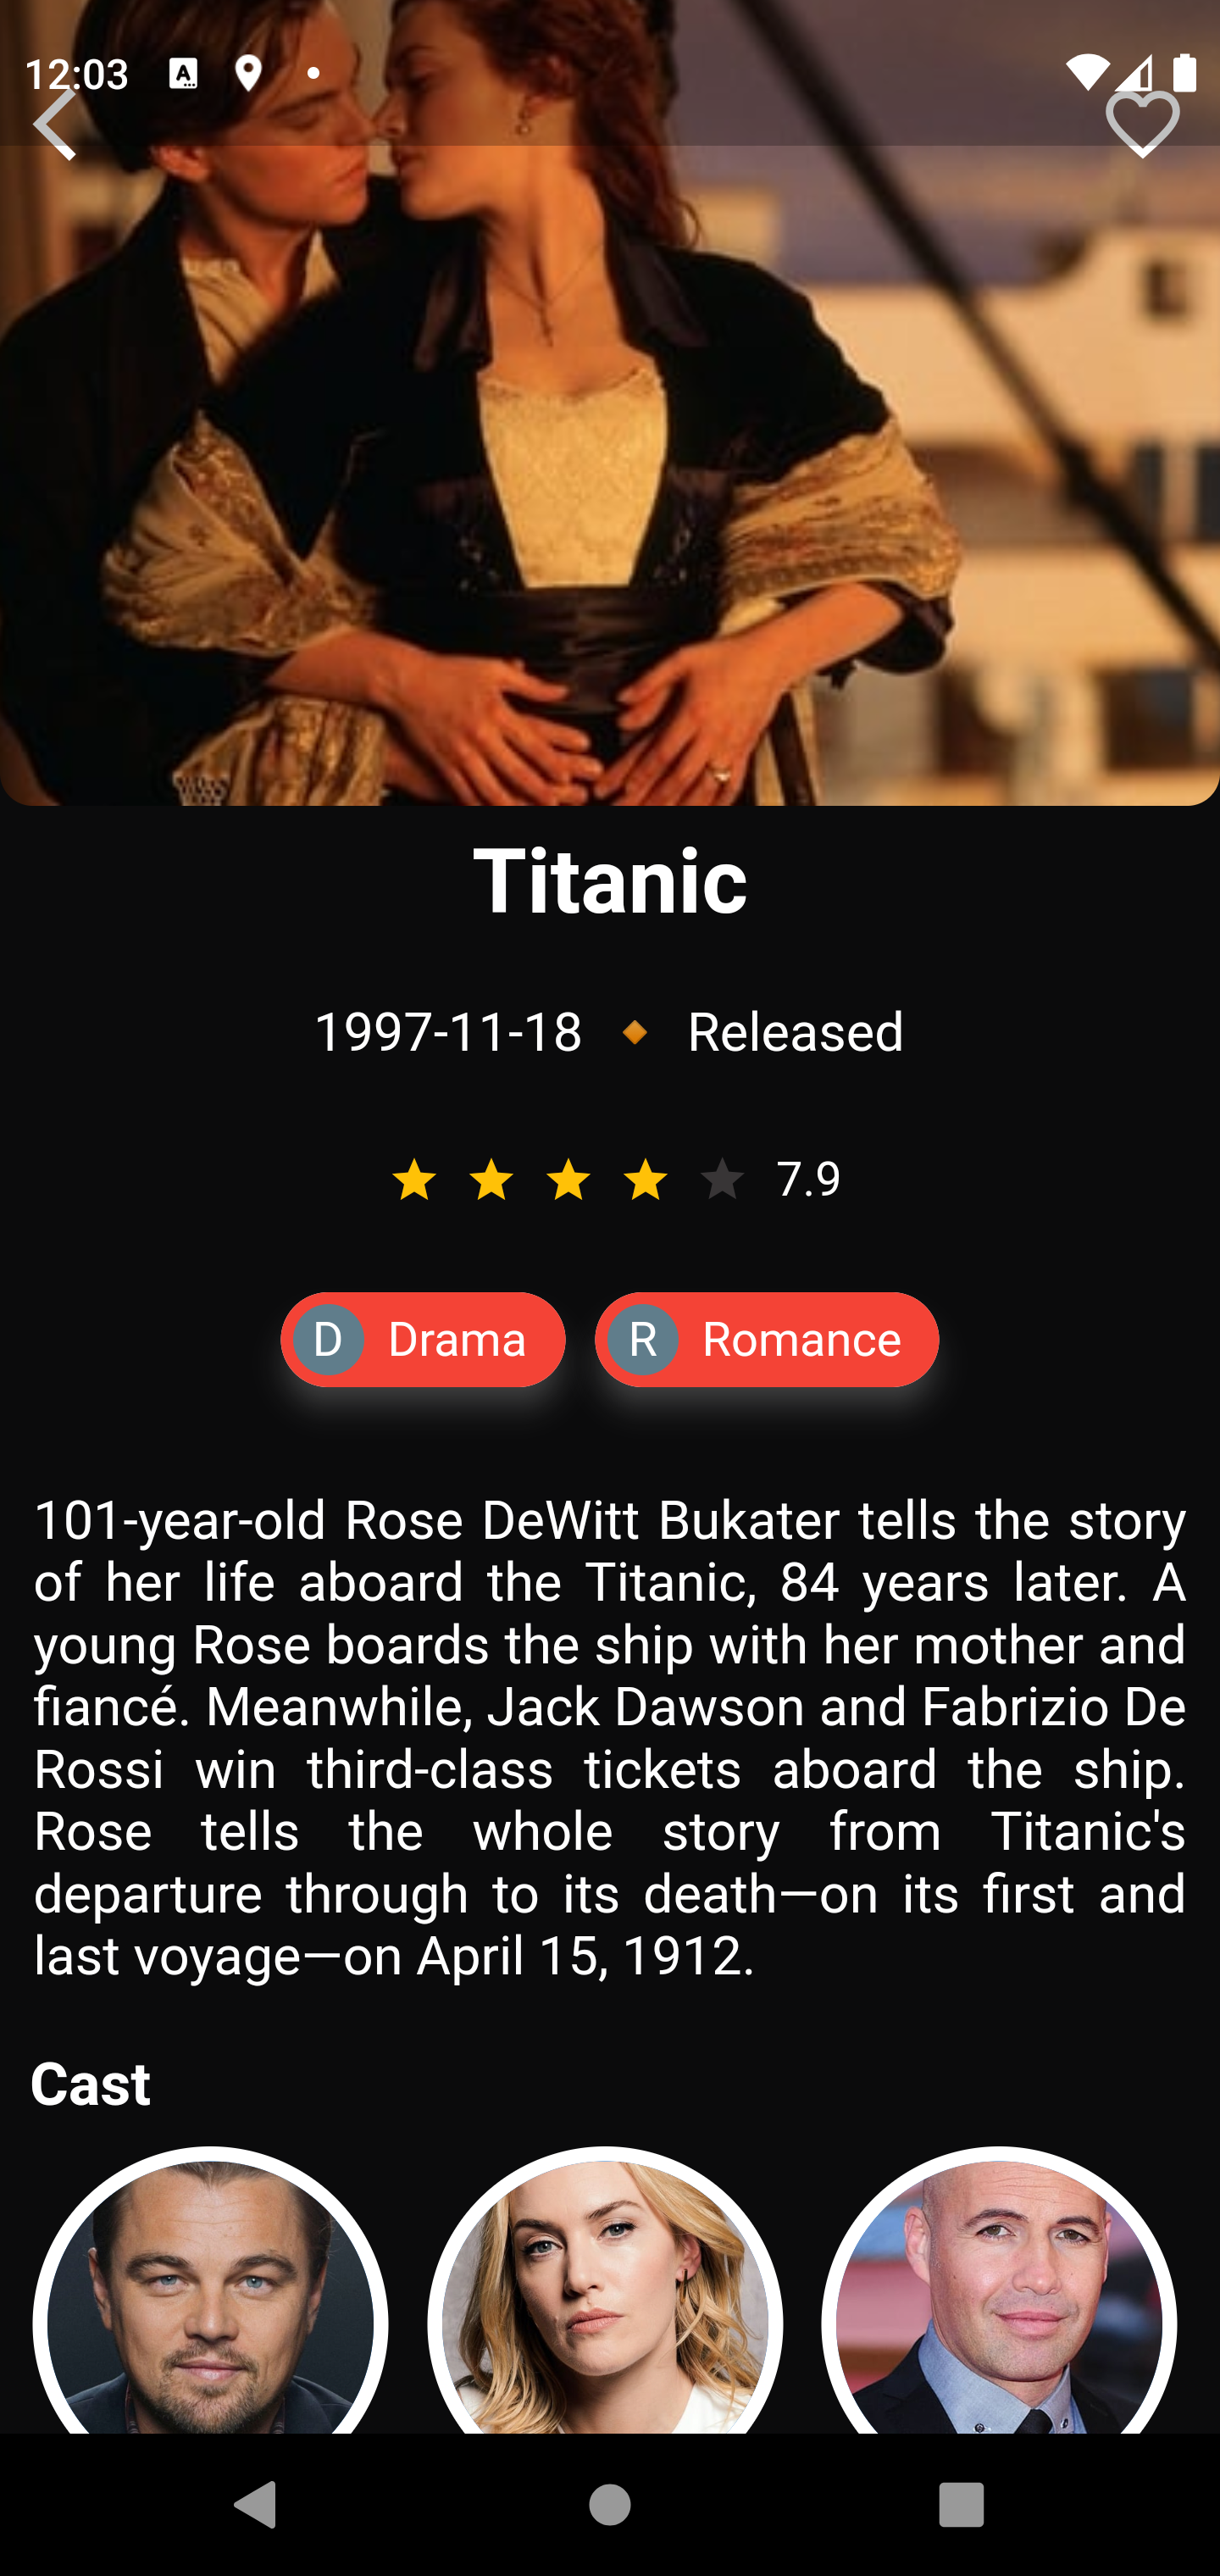 12:03
A
Titanic
1997-11-18 🔸 Released
7.9
D Drama R Romance
101-year-old Rose DeWitt Bukater tells the story
of her life aboard the Titanic, 84 years later. A
young Rose boards the ship with her mother and
fiancé. Meanwhile, Jack Dawson and Fabrizio De
Rossi win third-class tickets aboard the ship.
Rose tells the whole story from Titanic's
departure through to its death—on its first and
last voyage—on April 15, 1912.
Cast